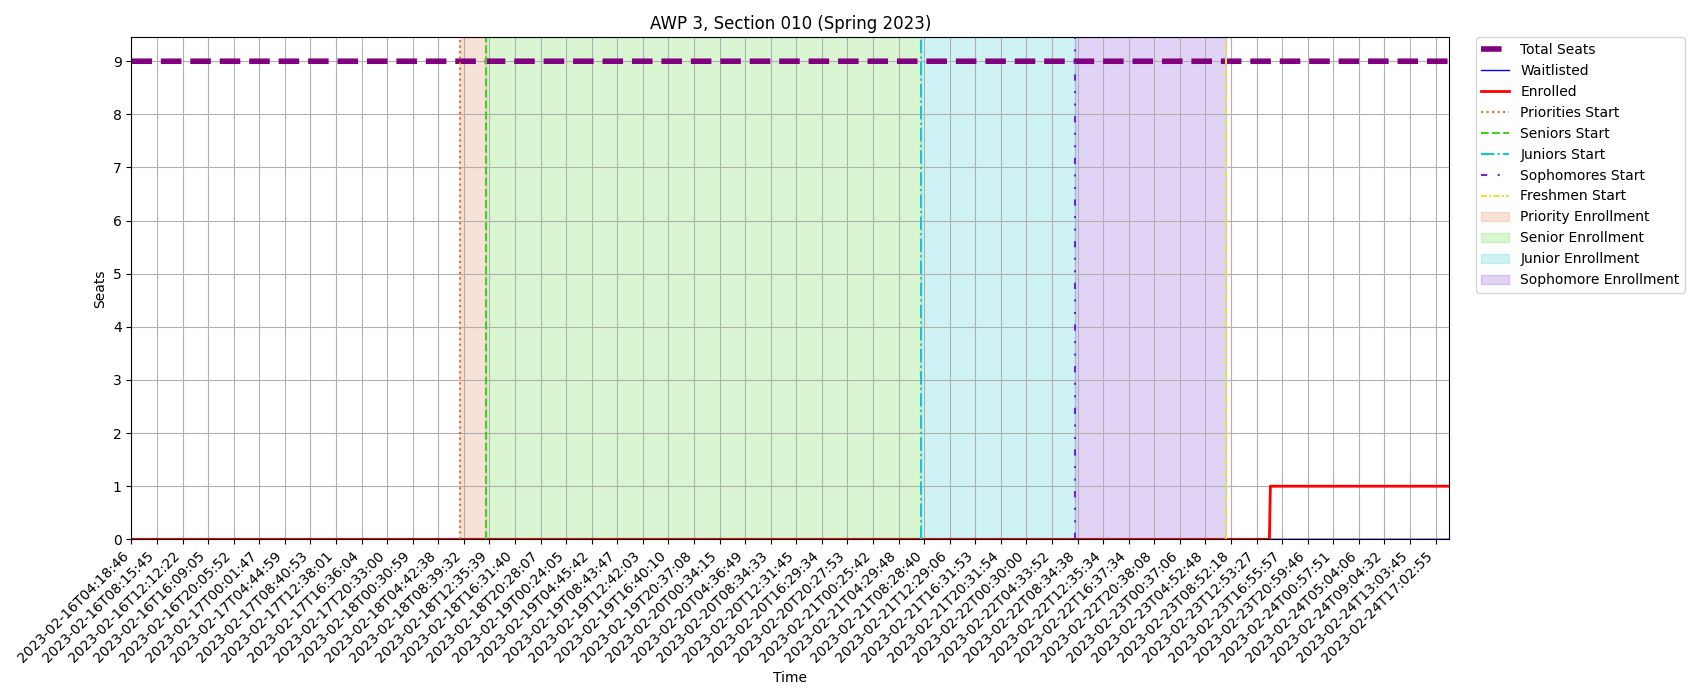 AWP 3, Section 010 (Spring 2023)
Seats
9
8
7
6
5
4
3
2
1
0
2023-02-16T04:18:46
2023-02-16T08:15:45
2023-02-16T12:12:22
2023-02-16T16:09:05
2023-02-16T20:05:52
2023-02-17T00:01:47
2023-02-17T04:44:59
2023-02-17T08:40:53
2023-02-17T12:38:01
2023-02-17T16:36:04
2023-02-17T20:33:00
2023-02-18T00:30:59
2023-02-18T04:42:38
2023-02-18T08:39:32
2023-02-18T12:35:39
2023-02-18T16:31:40
2023-02-18T20:28:07
2023-02-19T00:24:05
2023-02-19T04:45:42
2023-02-19T08:43:47
2023-02-19T12:42:03
2023-02-19T16:40:10
2023-02-19T20:37:08
2023-02-20T00:34:15
2023-02-20T04:36:49
2023-02-20T08:34:33
2023-02-20T12:31:45
2023-02-20T16:29:34
2023-02-20T20:27:53
2023-02-21T00:25:42
2023-02-21T04:29:48
2023-02-21T08:28:40
2023-02-21T12:29:06
2023-02-21T16:31:53
2023-02-21T20:31:54
2023-02-22T00:30:00
2023-02-22T04:33:52
2023-02-22T08:34:38
2023-02-22T12:35:34
2023-02-22T16:37:34
2023-02-22T20:38:08
2023-02-23T00:37:06
2023-02-23T04:52:48
2023-02-23T08:52:18
2023-02-23T12:53:27
2023-02-23T16:55:57
2023-02-23T20:59:46
2023-02-24T00:57:51
2023-02-24T05:04:06
2023-02-24T09:04:32
2023-02-24T13:03:45
2023-02-24T17:02:55
Time
Total Seats
Waitlisted
Enrolled
Priorities Start
Seniors Start
Juniors Start
Sophomores Start
Freshmen Start
Priority Enrollment
Senior Enrollment
Junior Enrollment
Sophomore Enrollment